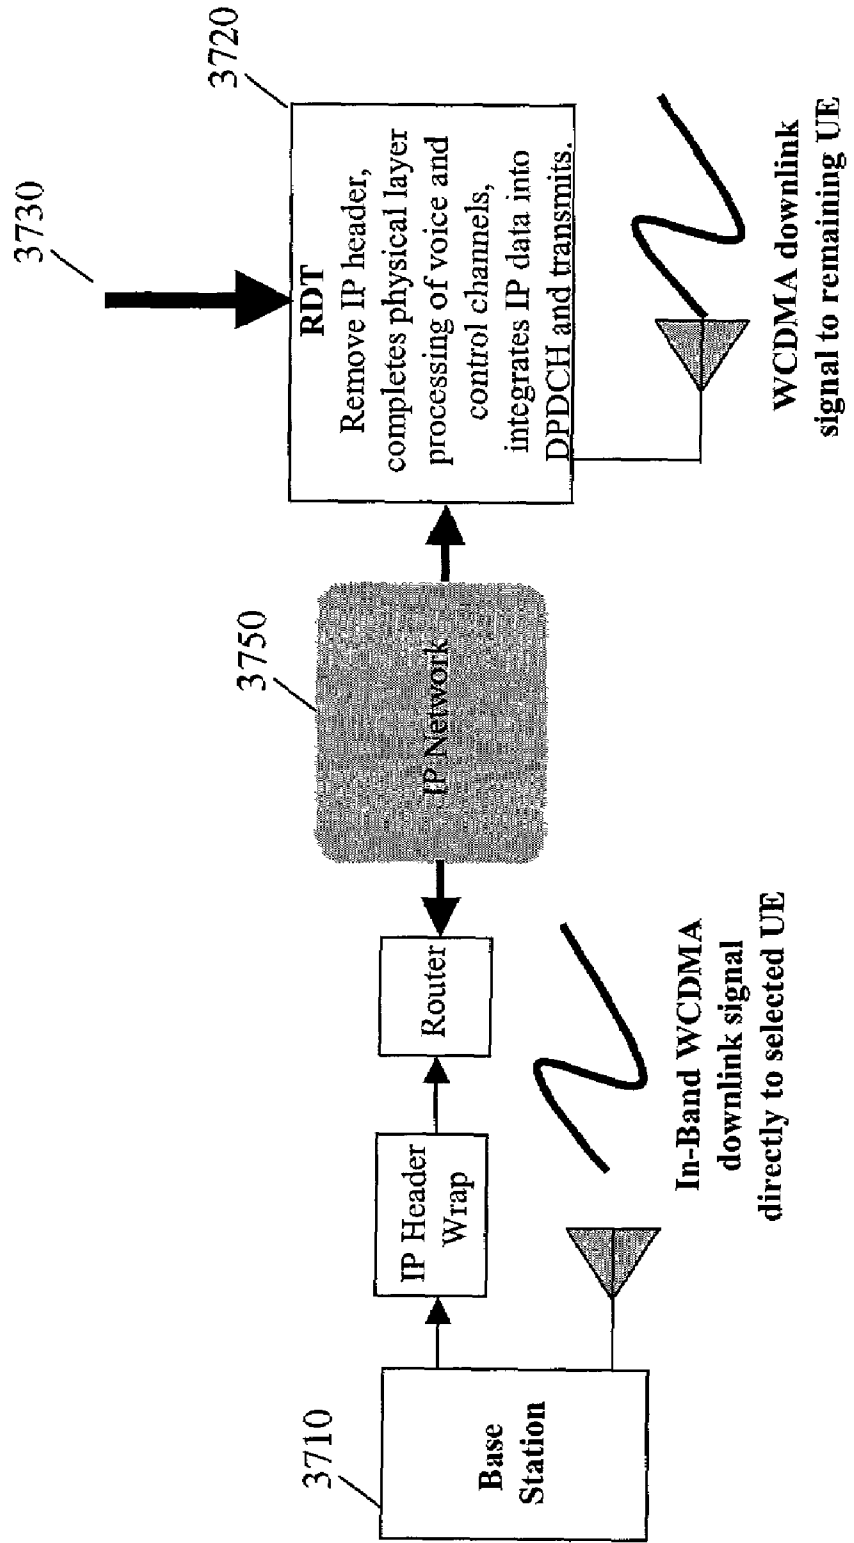 3710
Base
Station
IP Header
Wrap
Router
In-Band WCDMA
downlink signal
directly to selected UE
3750
IP Network
3720
3730
RDT
Remove IP header,
completes physical layer
processing of voice and
control channels,
integrates IP data into
DPDCH and transmits.
WCDMA downlink
signal to remaining UE